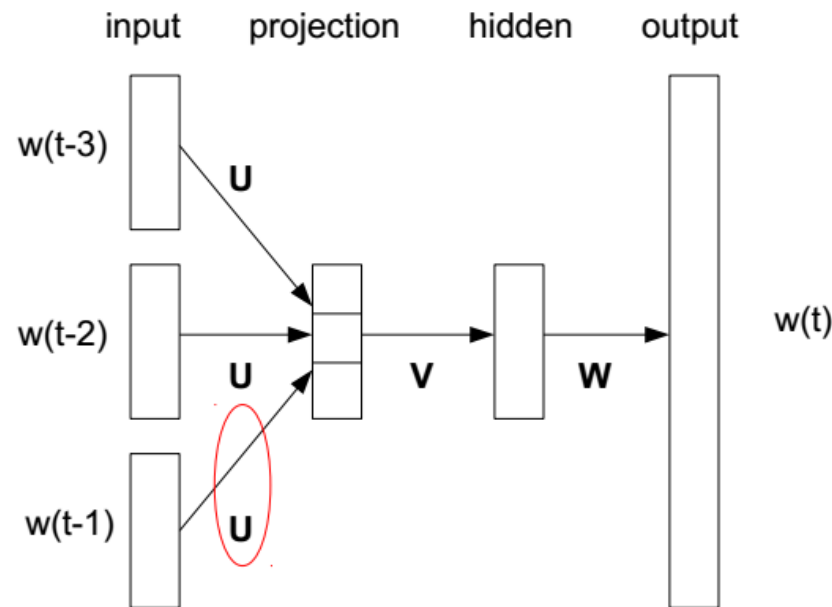 input projection hidden output
w(t-3)
U
w(t-2)
w(t)
U V W
w(t-1)
U